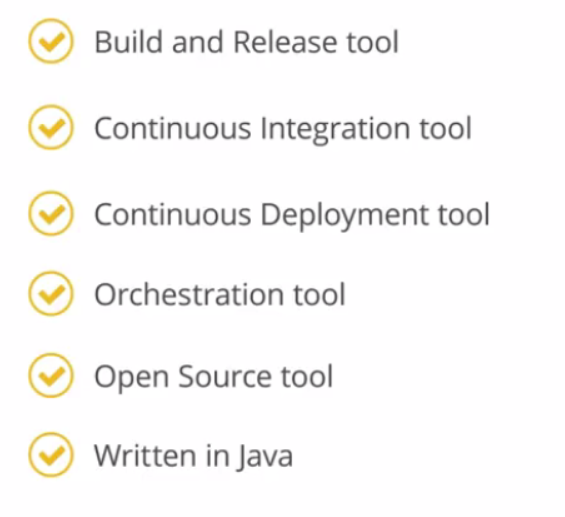 Build and Release tool
Continuous Integration tool
Continuous Deployment tool
Orchestration tool
Open Source tool
Written in Java